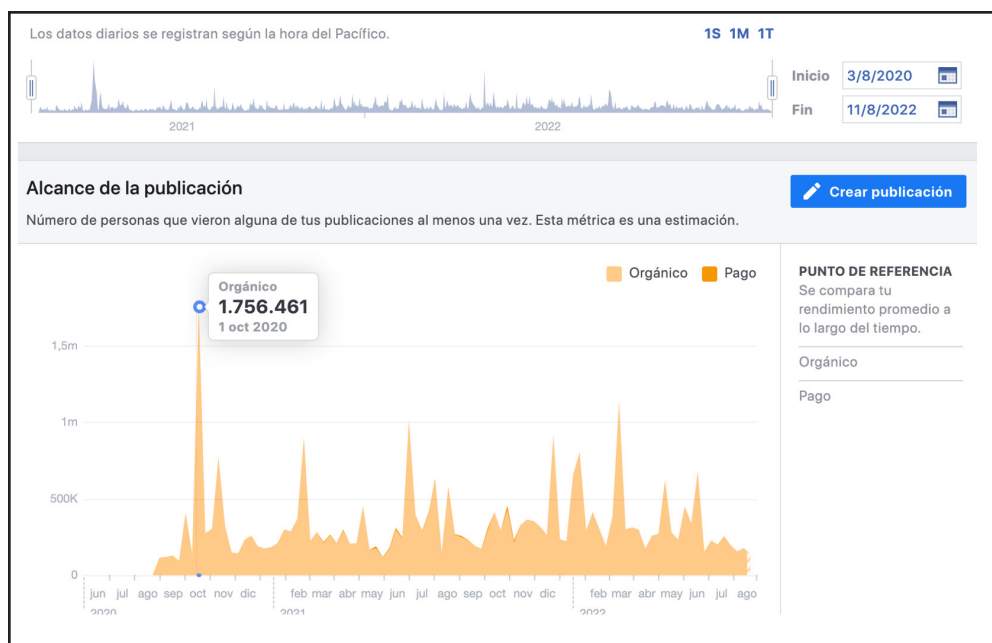 Los datos diarios se registran según la hora del Pacífico.
1S 1M 1T
Inicio 3/8/2020
Fin 11/8/2022
2021 2022
Alcance de la publicación
Crear publicación
Número de personas que vieron alguna de tus publicaciones al menos una vez. Esta métrica es una estimación.
Orgánico Pago
Orgánico
1.756.461
1 oct 2020
1,5m
1m
500K
0
jun jul ago sep oct nov dic feb mar abr may jun jul ago sep oct nov dic feb mar abr may jun jul ago
2020 2021 2022
PUNTO DE REFERENCIA
Se compara tu
rendimiento promedio a
lo largo del tiempo.
Orgánico
Pago